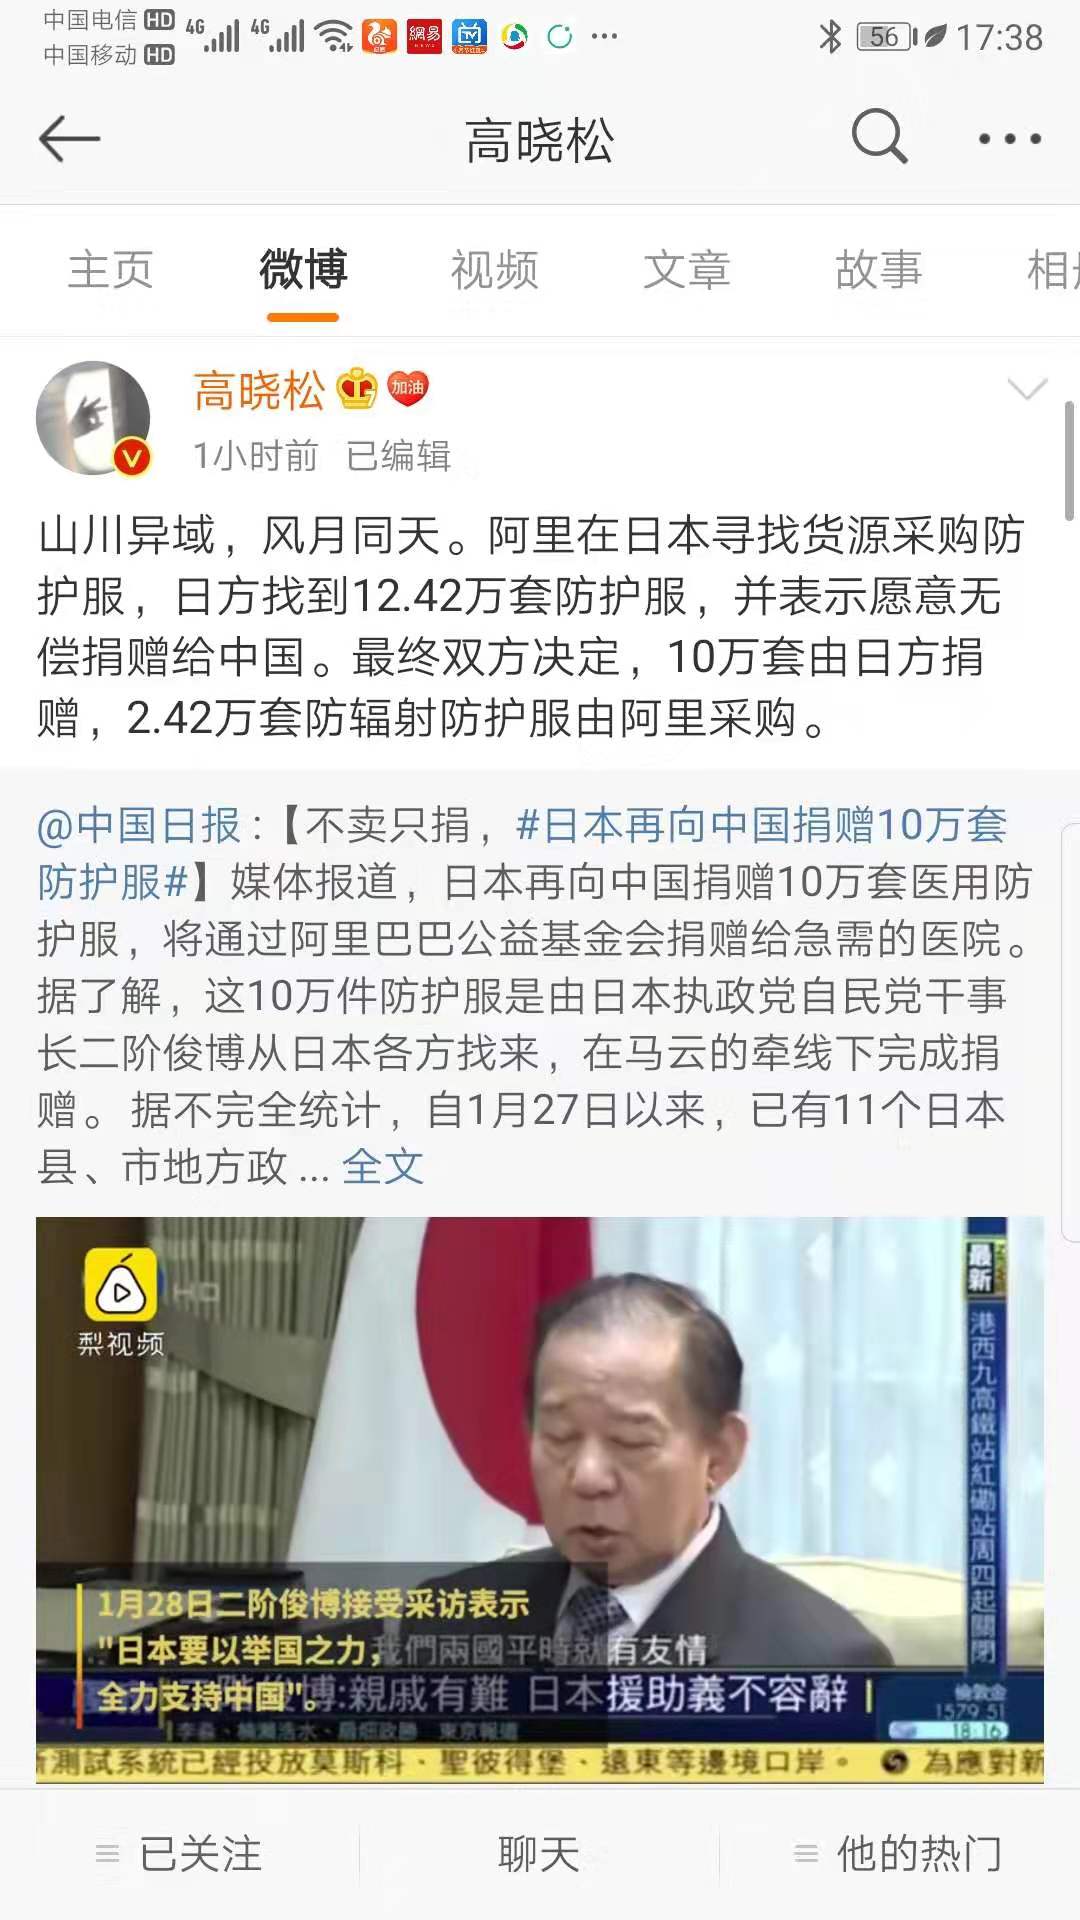 中国电信 HD 4G 4G 網易 NEWS 56 17:38
中国移动 HD
高晓松
主页 微博 视频 文章 故事
高晓松 加油
1小时前 已编辑
山川异域，风月同天。阿里在日本寻找货源采购防
护服，日方找到12.42万套防护服，并表示愿意无
偿捐赠给中国。最终双方决定，10万套由日方捐
赠，2.42万套防辐射防护服由阿里采购。
@中国日报:【不卖只捐，#日本再向中国捐赠10万套
防护服#】媒体报道，日本再向中国捐赠10万套医用防
护服，将通过阿里巴巴公益基金会捐赠给急需的医院。
据了解，这10万件防护服是由日本执政党自民党干事
长二阶俊博从日本各方找来，在马云的牵线下完成捐
赠。据不完全统计，自1月27日以来，已有11个日本
县、市地方政 ... 全文
HD
梨视频
最新
港西九高鐵站紅磡站周四起關閉
1月28日二阶俊博接受采访表示
"日本要以举国之力,
我們兩國平時就有友情
全力支持中国"。
博:親戚有難 日本援助義不容辭
倫敦金
1579.51
18:16
測試系統已經投放莫斯科、聖彼得堡、遠東等邊境口岸。 為應對新
已关注 聊天 他的热门